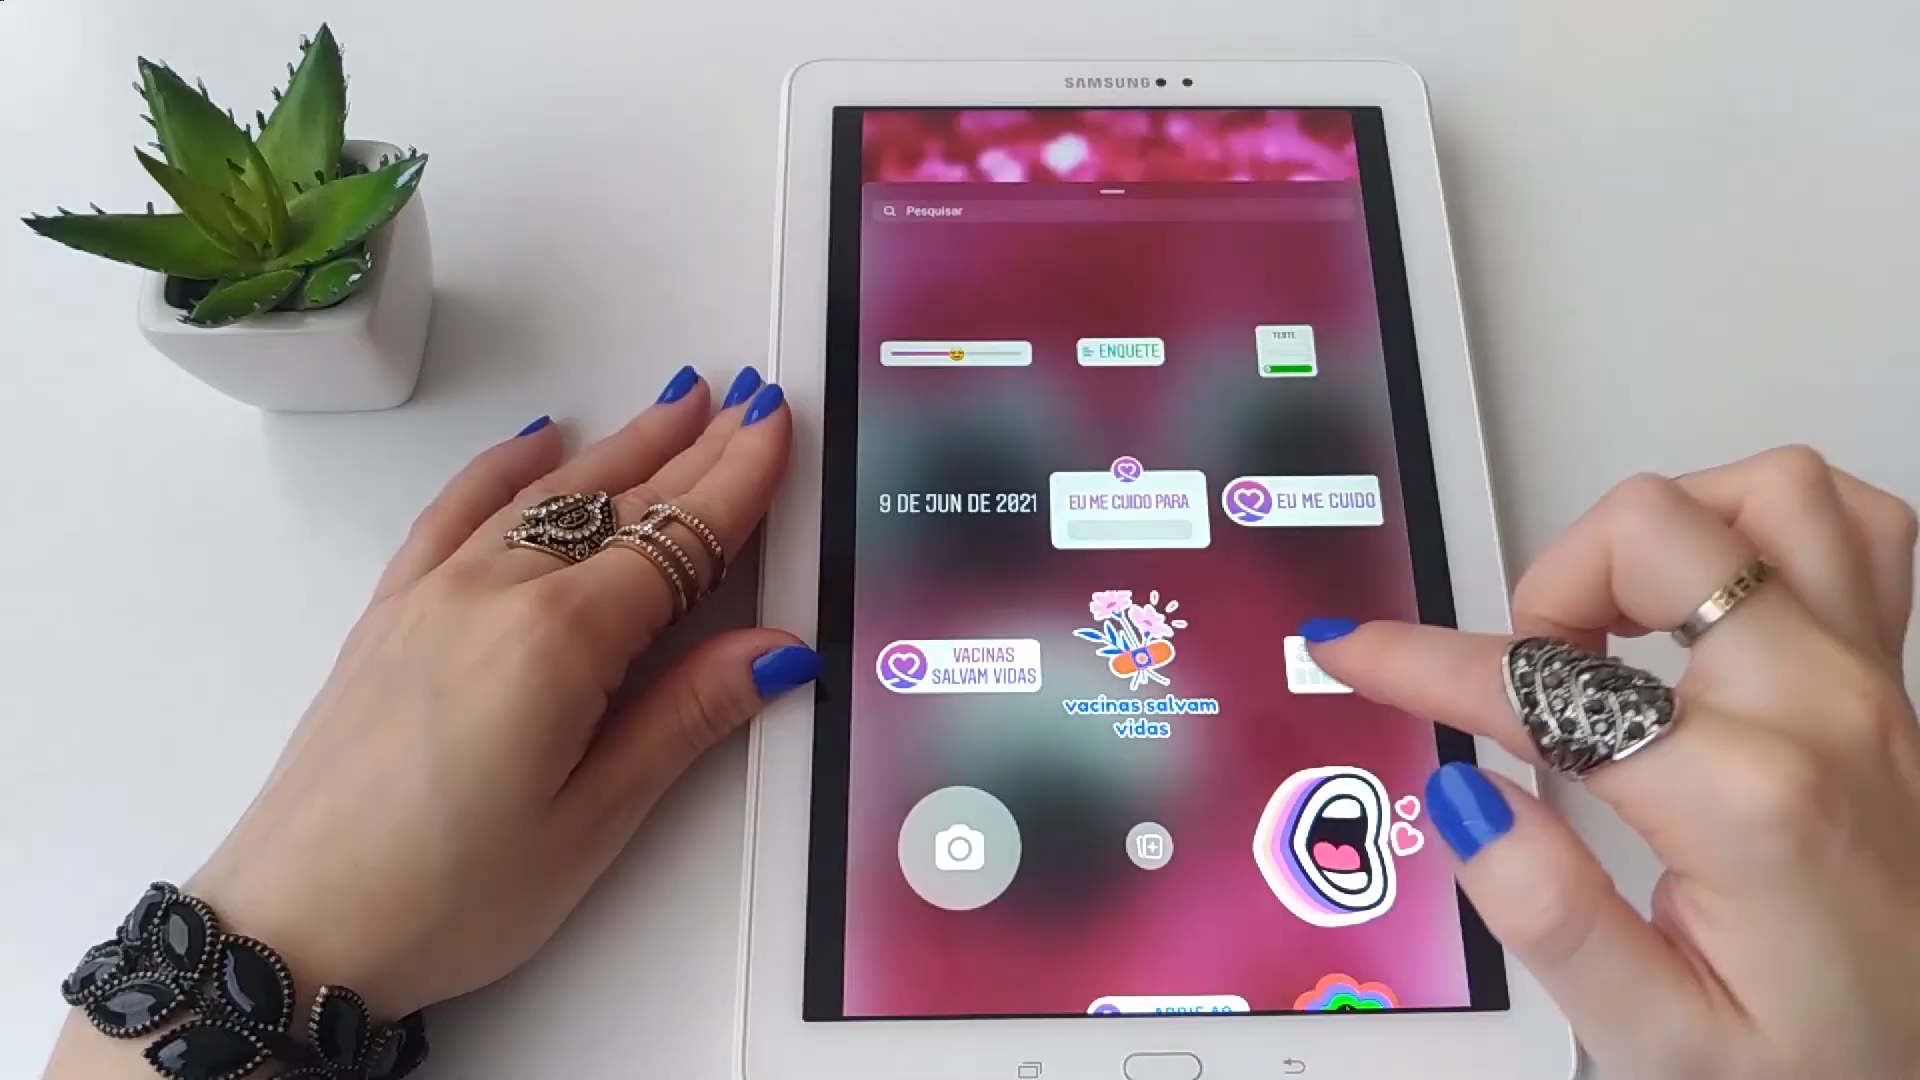 SAMSUNG
Pesquisar
ENQUETE
TESTE
9 DE JUN DE 2021
EU ME CUIDO PARA
EU ME CUIDO
VACINAS
SALVAM VIDAS
vacinas salvam
vidas